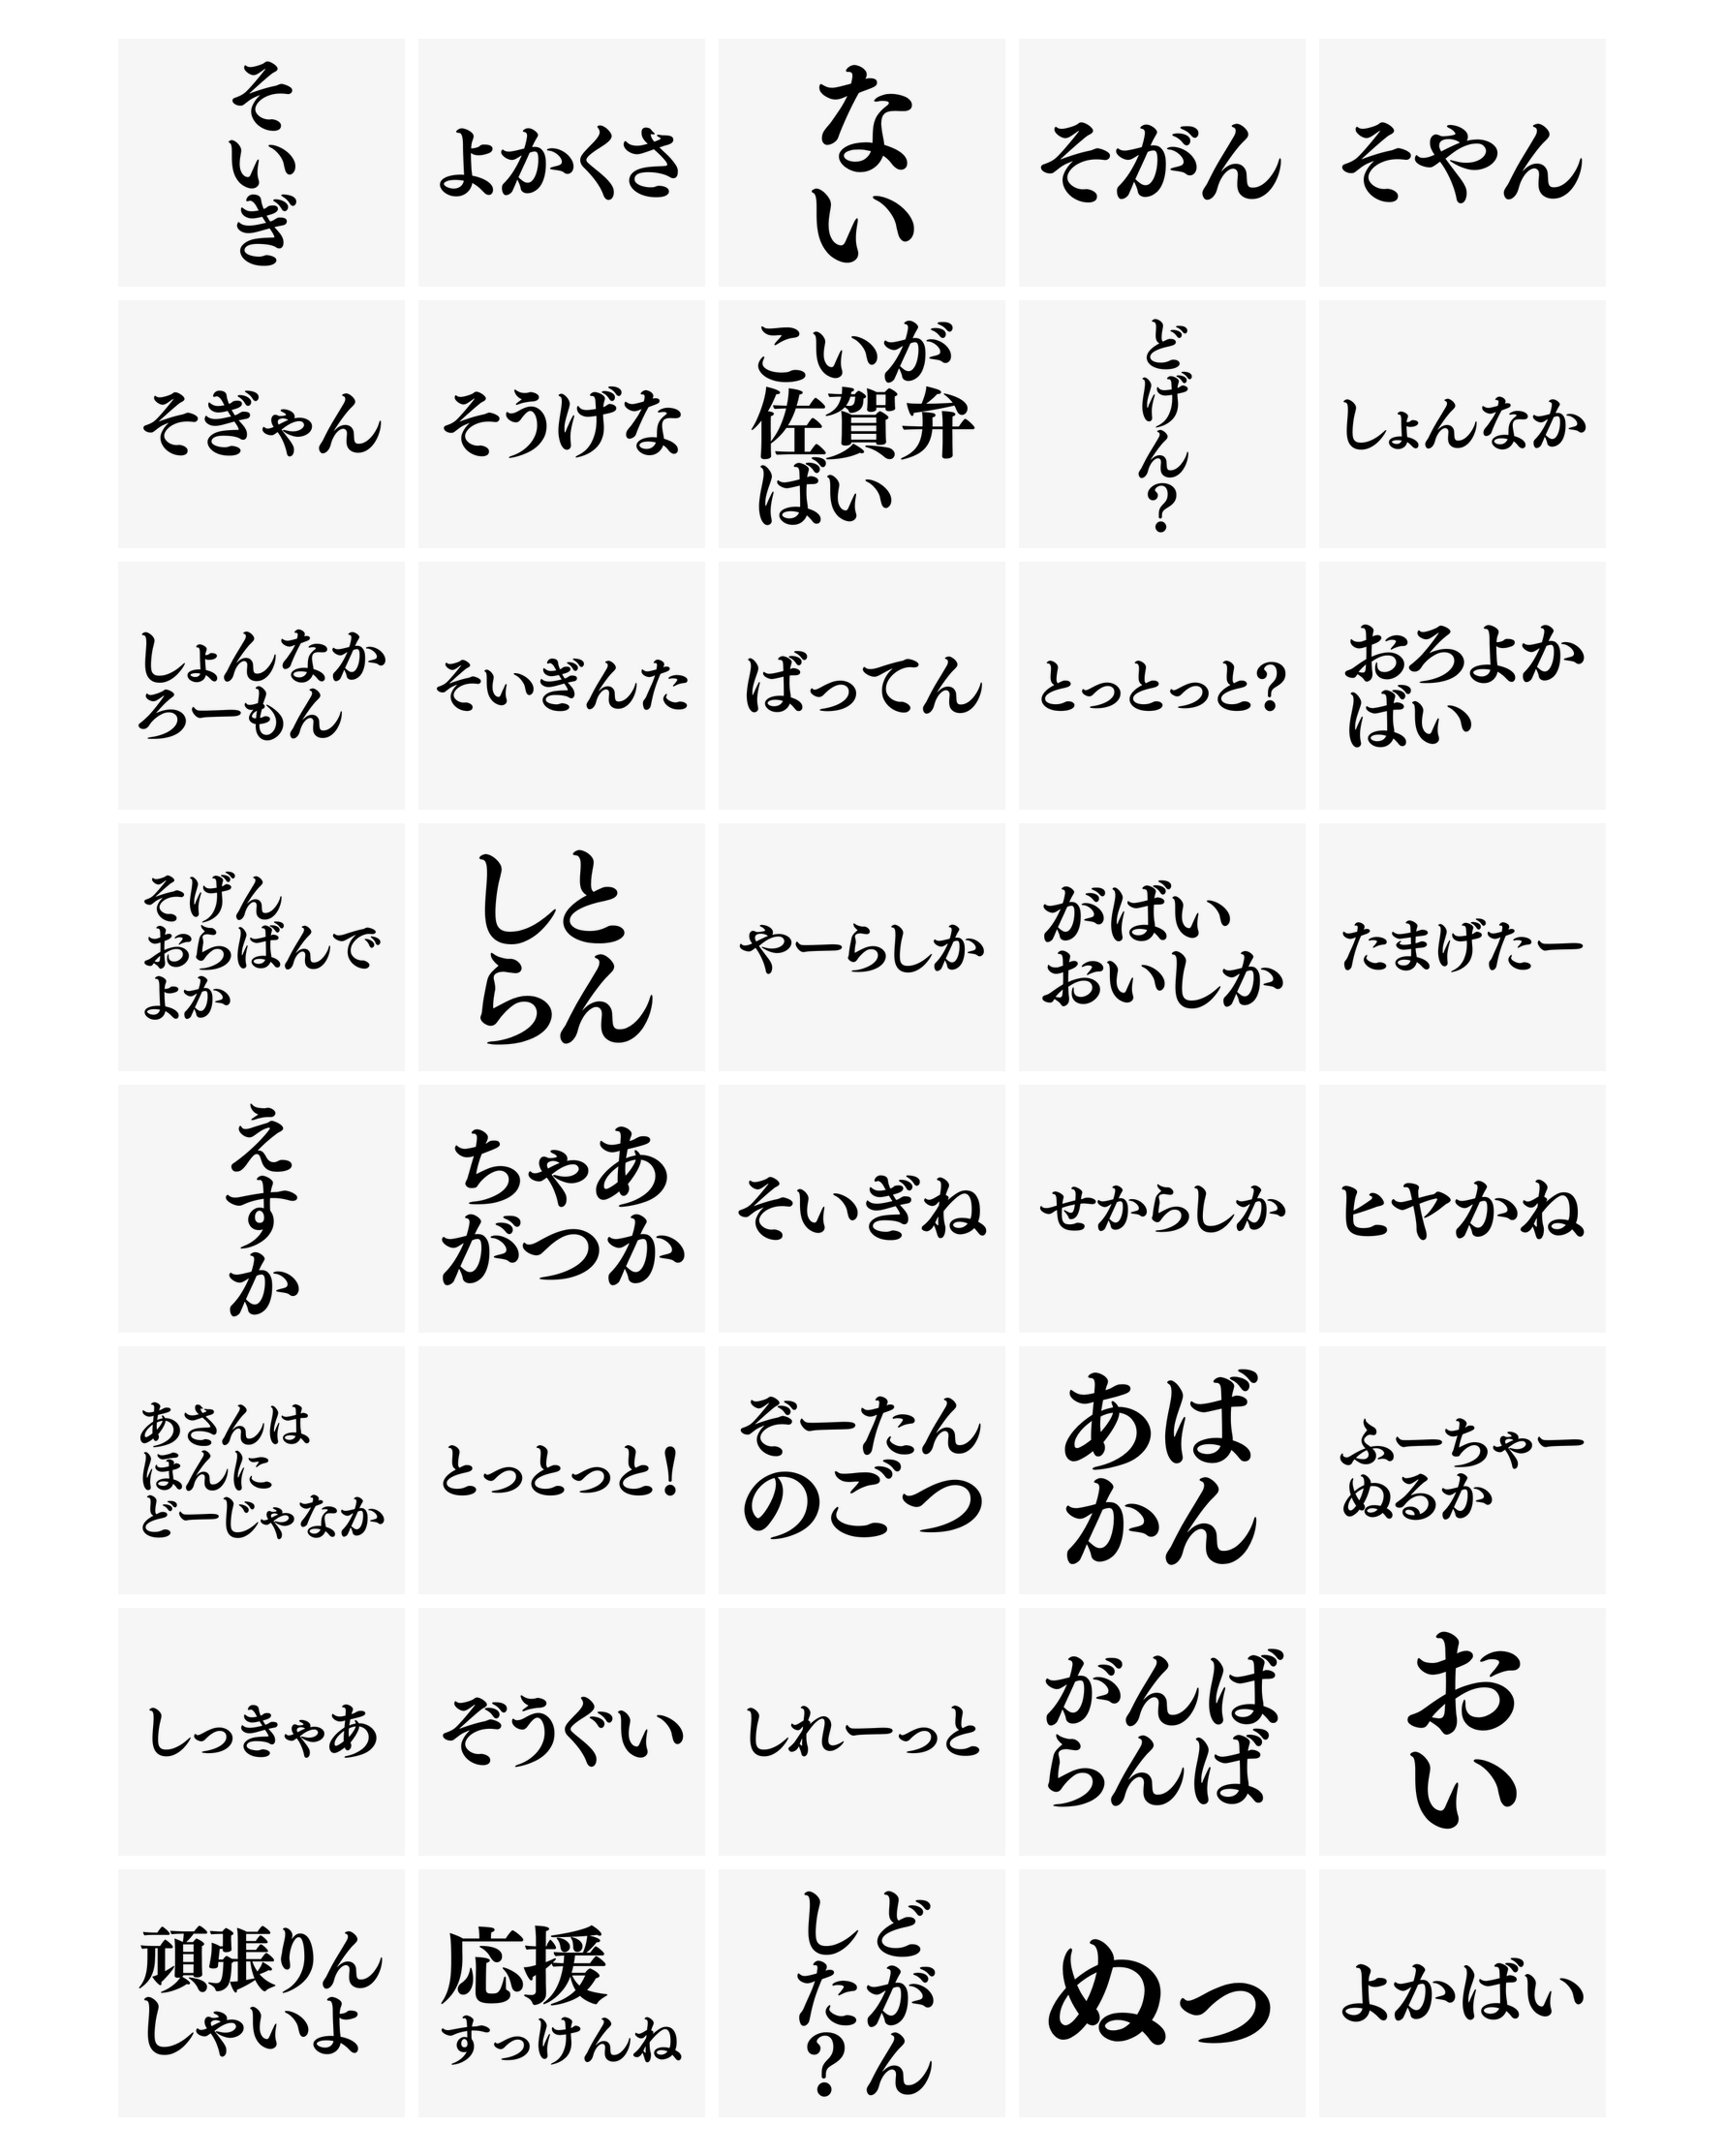 そいぎ
よかくさ
ない
そがん
そやん
そぎゃん
そうげな
こいが
佐賀弁
ばい
どげん？
しょんなか
しょんなか
ろーもん
そいぎんた
ばってん
とっとっと？
おろよか
ばい
そげん
おらばんで
よか
しと
らん
やーらしか
がばい
おいしか
たまげたー
えすか
ちゃあ
がつか
そいぎね
せからしか
ヒヤかね
あさんは
ほんに
どーじゃなか
とっとっと！
ぞーたん
のごつ
あば
かん
ふーちゃー
ぬるか
しっきゃあ
ぞうぐい
しれーっと
がんば
らんば
おい
頑張りん
しゃいよ
応援
すっけんね
どがん
したと？
ぬっ
よかばい